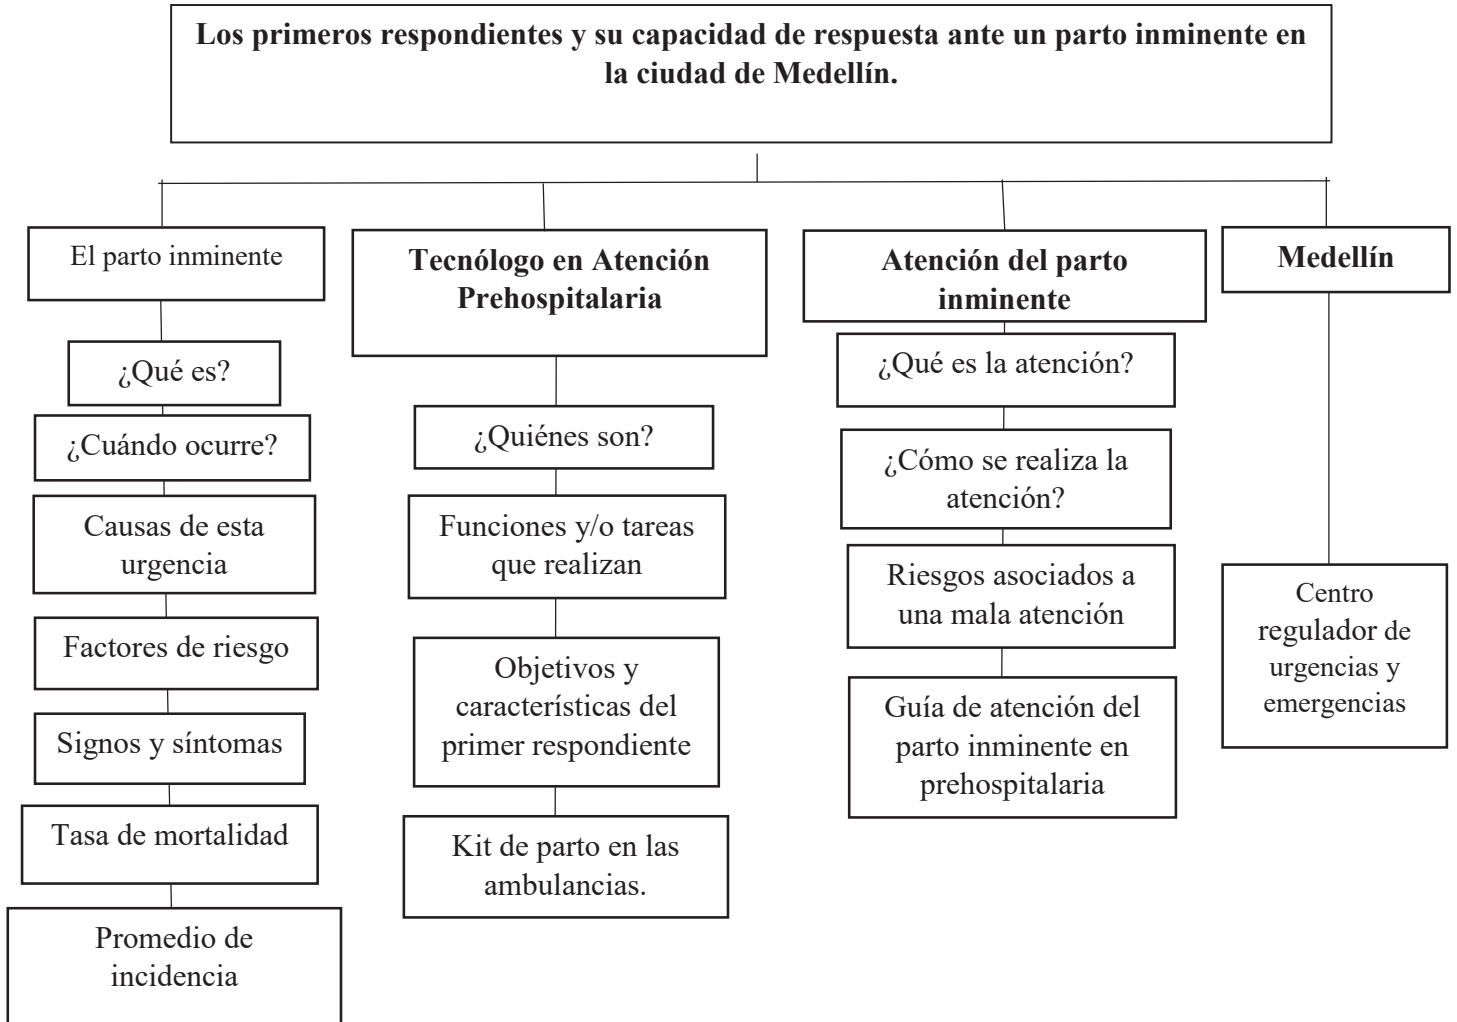 Los primeros respondientes y su capacidad de respuesta ante un parto inminente en
la ciudad de Medellín.
El parto inminente
¿Qué es?
¿Cuándo ocurre?
Causas de esta
urgencia
Factores de riesgo
Signos y síntomas
Tasa de mortalidad
Promedio de
incidencia
Tecnólogo en Atención
Prehospitalaria
¿Quiénes son?
Funciones y/o tareas
que realizan
Objetivos y
características del
primer respondiente
Kit de parto en las
ambulancias.
Atención del parto
inminente
¿Qué es la atención?
¿Cómo se realiza la
atención?
Riesgos asociados a
una mala atención
Guía de atención del
parto inminente en
prehospitalaria
Medellín
Centro
regulador de
urgencias y
emergencias